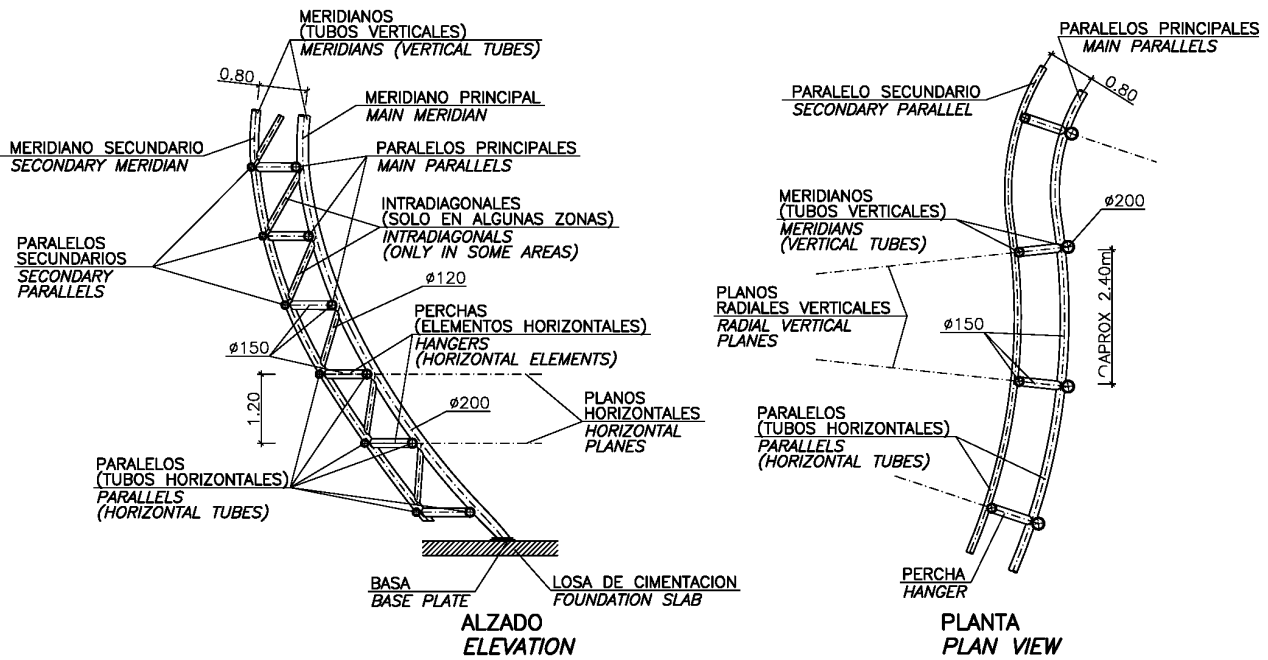 MERIDIANOS
(TUBOS VERTICALES)
MERIDIANS (VERTICAL TUBES)
0.80
MERIDIANO PRINCIPAL
MAIN MERIDIAN
MERIDIANO SECUNDARIO
SECONDARY MERIDIAN
PARALELOS PRINCIPALES
MAIN PARALLELS
INTRADIAGONALES
(SOLO EN ALGUNAS ZONAS)
INTRADIAGONALS
(ONLY IN SOME AREAS)
PARALELOS
SECUNDARIOS
SECONDARY
PARALLELS
ø120
PERCHAS
(ELEMENTOS HORIZONTALES)
HANGERS
(HORIZONTAL ELEMENTS)
ø150
1.20
ø200
PLANOS
HORIZONTALES
HORIZONTAL
PLANES
PARALELOS
(TUBOS HORIZONTALES)
PARALLELS
(HORIZONTAL TUBES)
BASA
BASE PLATE
LOSA DE CIMENTACION
FOUNDATION SLAB
ALZADO
ELEVATION
PARALELOS PRINCIPALES
MAIN PARALLELS
PARALELO SECUNDARIO
SECONDARY PARALLEL
0.80
MERIDIANOS
(TUBOS VERTICALES)
MERIDIANS
(VERTICAL TUBES)
ø200
PLANOS
RADIALES VERTICALES
RADIAL VERTICAL
PLANES
ø150
APROX 2.40m
PARALELOS
(TUBOS HORIZONTALES)
PARALLELS
(HORIZONTAL TUBES)
PERCHA
HANGER
PLANTA
PLAN VIEW